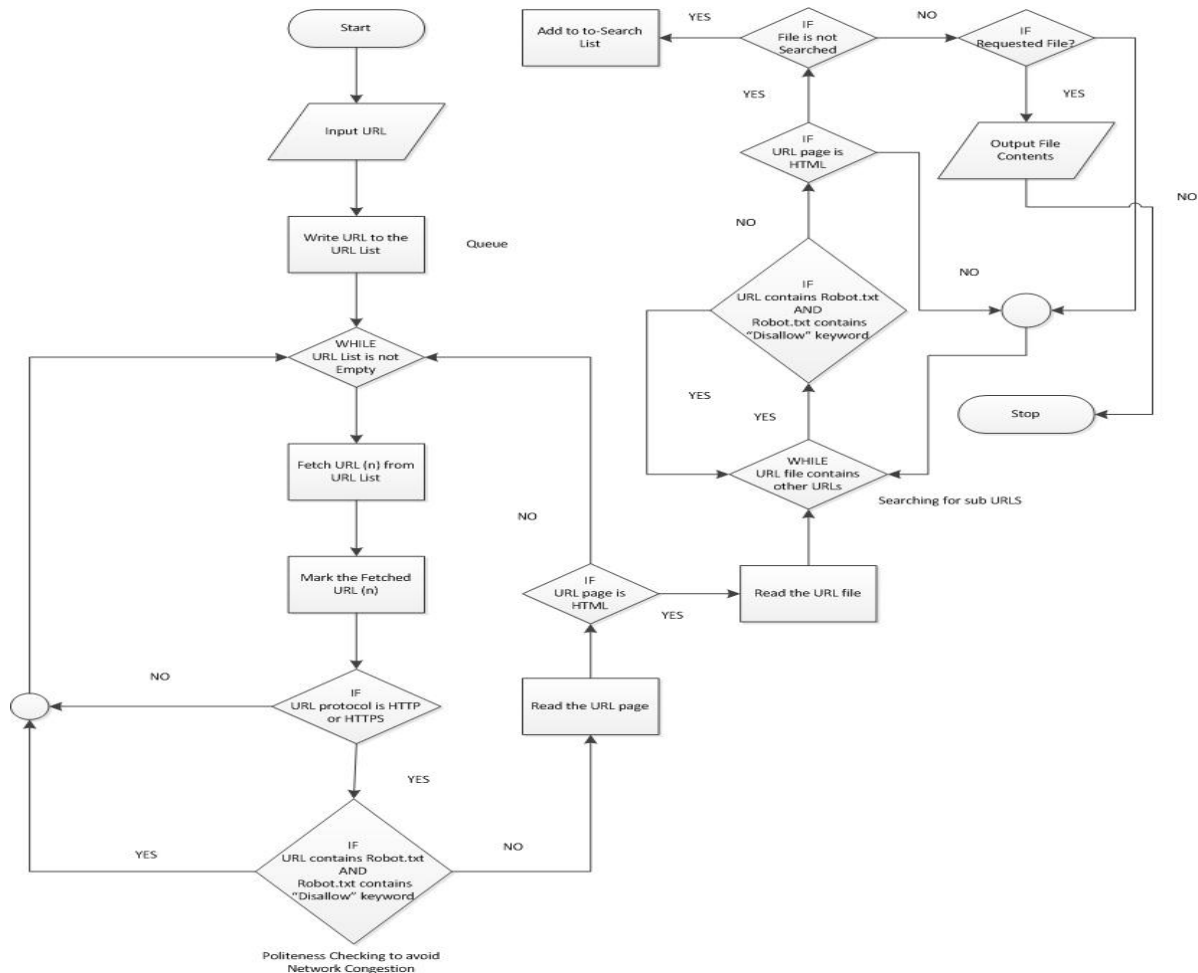 Start
Input URL
Write URL to the
URL List
Queue
WHILE
URL List is not
Empty
Fetch URL (n) from
URL List
Mark the Fetched
URL (n)
IF
URL protocol is HTTP
or HTTPS
NO
YES
IF
URL contains Robot.txt
AND
Robot.txt contains
“Disallow” keyword
YES
NO
Politeness Checking to avoid
Network Congestion
Read the URL page
IF
URL page is
HTML
NO
YES
Read the URL file
WHILE
URL file contains
other URLs
Searching for sub URLS
YES
YES
IF
URL contains Robot.txt
AND
Robot.txt contains
“Disallow” keyword
NO
IF
URL page is
HTML
NO
YES
IF
File is not
Searched
YES
Add to to-Search
List
NO
IF
Requested File?
YES
Output File
Contents
NO
Stop